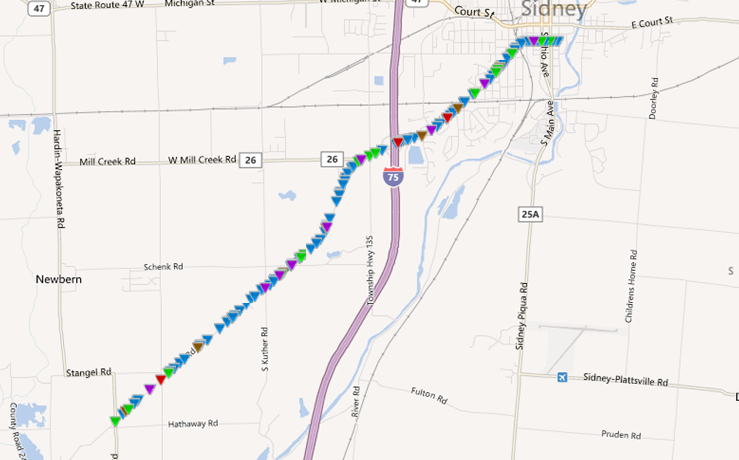 47
State Route 47 W
Michigan St
W Michigan St
47
Court St
Sidney
E Court St
S Ohio Ave
Doorley Rd
S Main Ave
Hardin-Wapakoneta Rd
Mill Creek Rd
W Mill Creek Rd
26
26
75
25A
Township Hwy 135
Schenk Rd
Newbern
Childrens Home Rd
S
Sidney Piqua Rd
S Kuther Rd
Rd
Stangel Rd
Sidney-Plattsville Rd
River Rd
Fulton Rd
County Road 24
Hathaway Rd
Pruden Rd